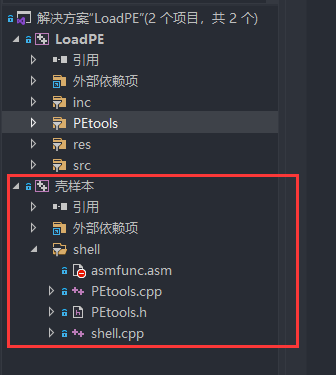 解决方案"LoadPE"(2 个项目，共 2 个)
LoadPE
引用
外部依赖项
inc
PEtools
res
src
壳样本
引用
外部依赖项
shell
asmfunc.asm
PEtools.cpp
PEtools.h
shell.cpp